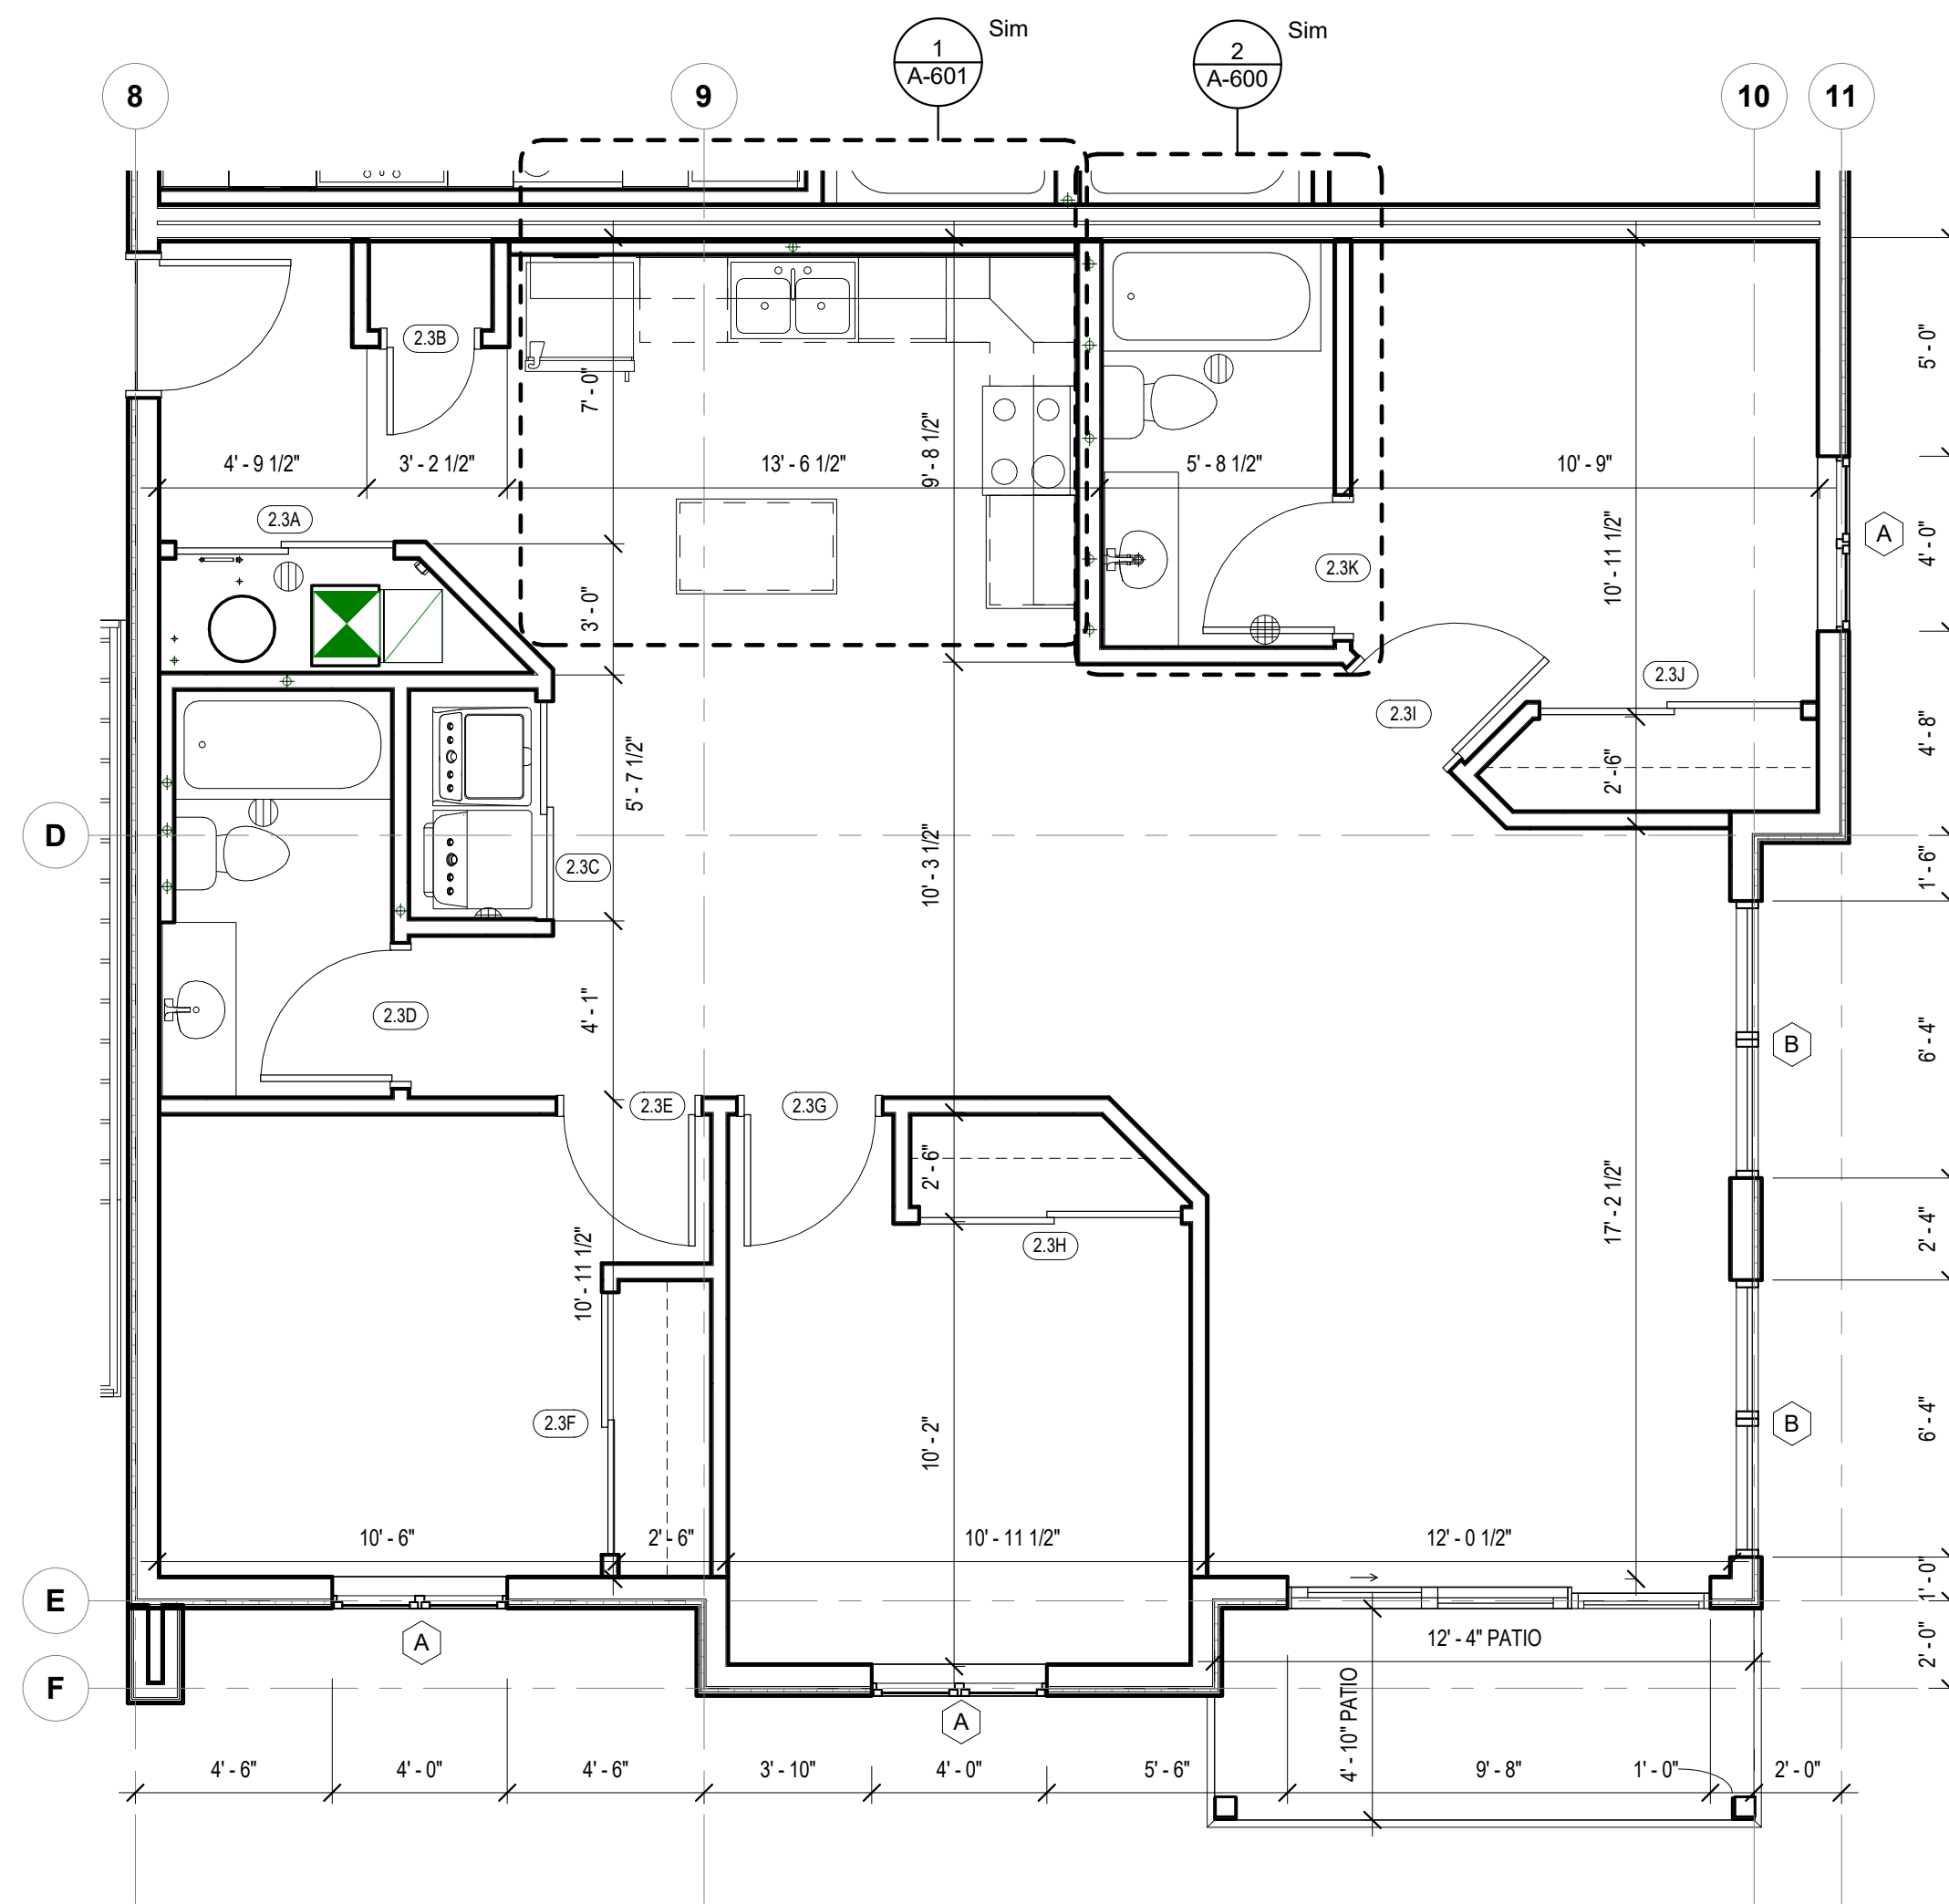 Sim
Sim
1
A-601
2
A-600
8
9
10
11
2.3B
5' - 0"
7' - 0"
9' - 8 1/2"
4' - 9 1/2"
3' - 2 1/2"
13' - 6 1/2"
5' - 8 1/2"
10' - 9"
2.3A
10' - 11 1/2"
A
4' - 0"
2.3K
3' - 0"
2.3J
2.3I
4' - 8"
5' - 7 1/2"
2' - 6"
D
2.3C
10' - 3 1/2"
1' - 6"
4' - 1"
2.3D
B
6' - 4"
2.3E
2.3G
2' - 6"
17' - 2 1/2"
2' - 4"
2.3H
10' - 11 1/2"
2.3F
10' - 2"
B
6' - 4"
10' - 6"
2' - 6"
10' - 11 1/2"
12' - 0 1/2"
E
1' - 0"
A
12' - 4" PATIO
2' - 0"
F
A
4' - 10" PATIO
4' - 6"
4' - 0"
4' - 6"
3' - 10"
4' - 0"
5' - 6"
9' - 8"
1' - 0"
2' - 0"